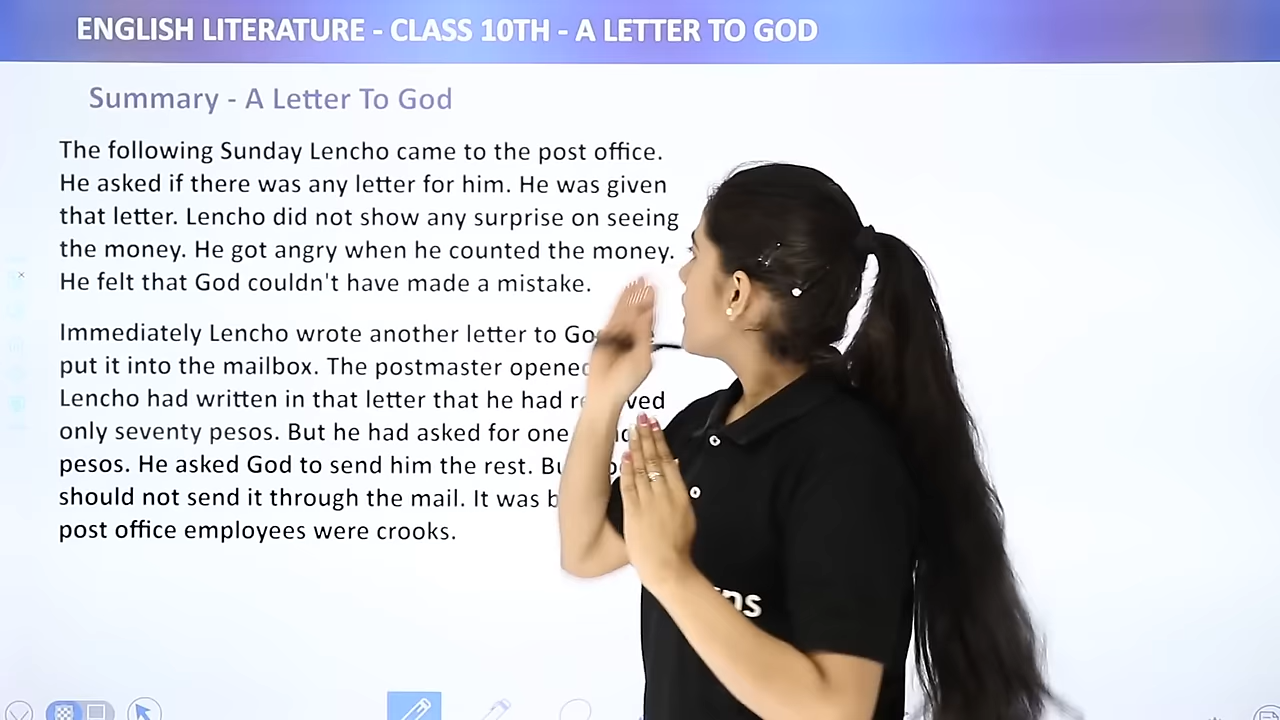 ENGLISH LITERATURE - CLASS 10TH - A LETTER TO GOD
Summary - A Letter To God
The following Sunday Lencho came to the post office.
He asked if there was any letter for him. He was given
that letter. Lencho did not show any surprise on seeing
the money. He got angry when he counted the money.
He felt that God couldn't have made a mistake.
Immediately Lencho wrote another letter to
put it into the mailbox. The postmaster
Lencho had written in that letter that he had
only seventy pesos. But he had asked for one
pesos. He asked God to send him the rest.
should not send it through the mail. It was
post office employees were crooks.